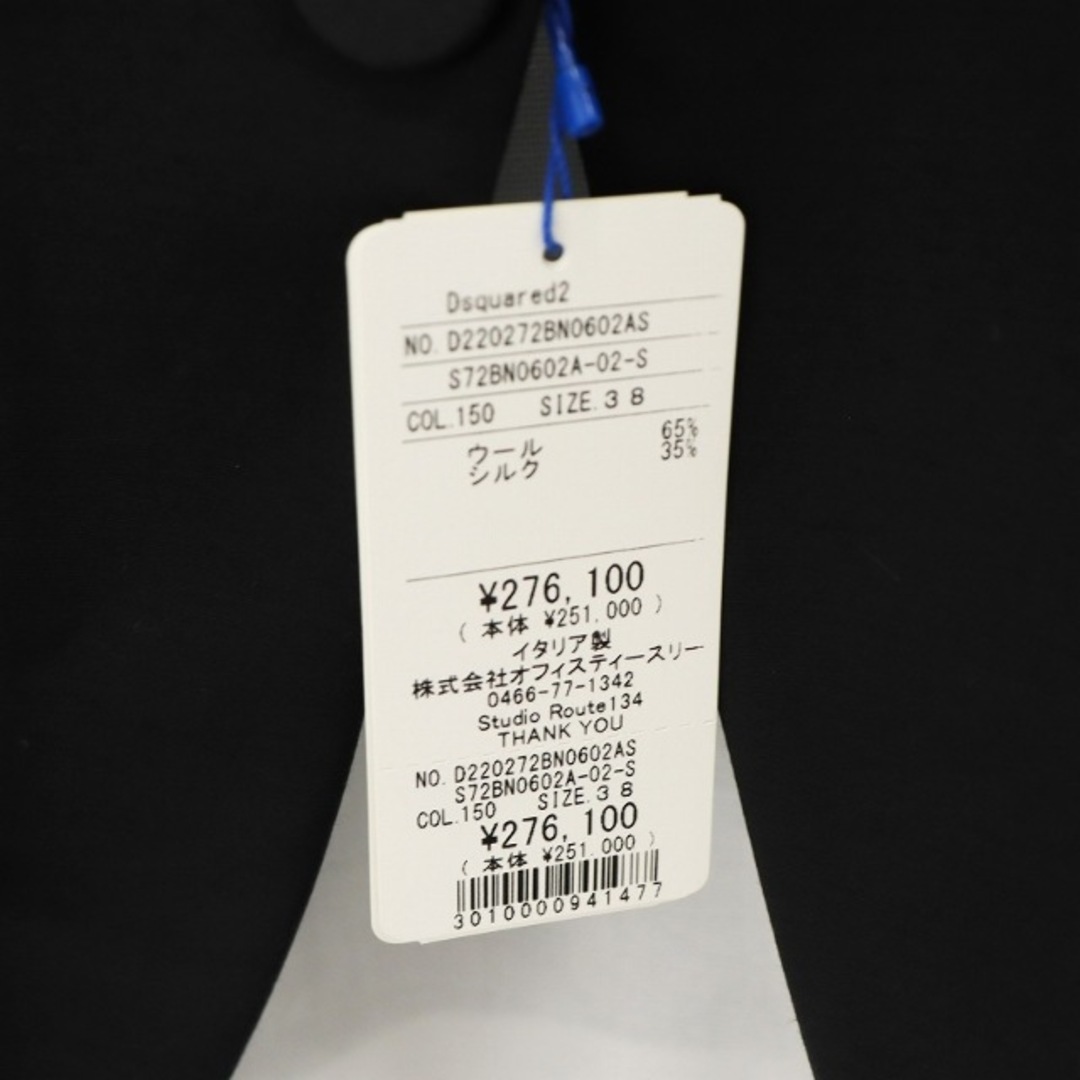 Dsquared2
NO. D220272BN0602AS
S72BN0602A-02-S
COL.150 SIZE.38
ウール 65%
シルク 35%
¥276,100
( 本体 ¥251,000 )
イタリア製
株式会社オフィスティースリー
0466-77-1342
Studio Route134
THANK YOU
NO. D220272BN0602AS
S72BN0602A-02-S
COL.150 SIZE.38
¥276,100
( 本体 ¥251,000 )
3010000941477